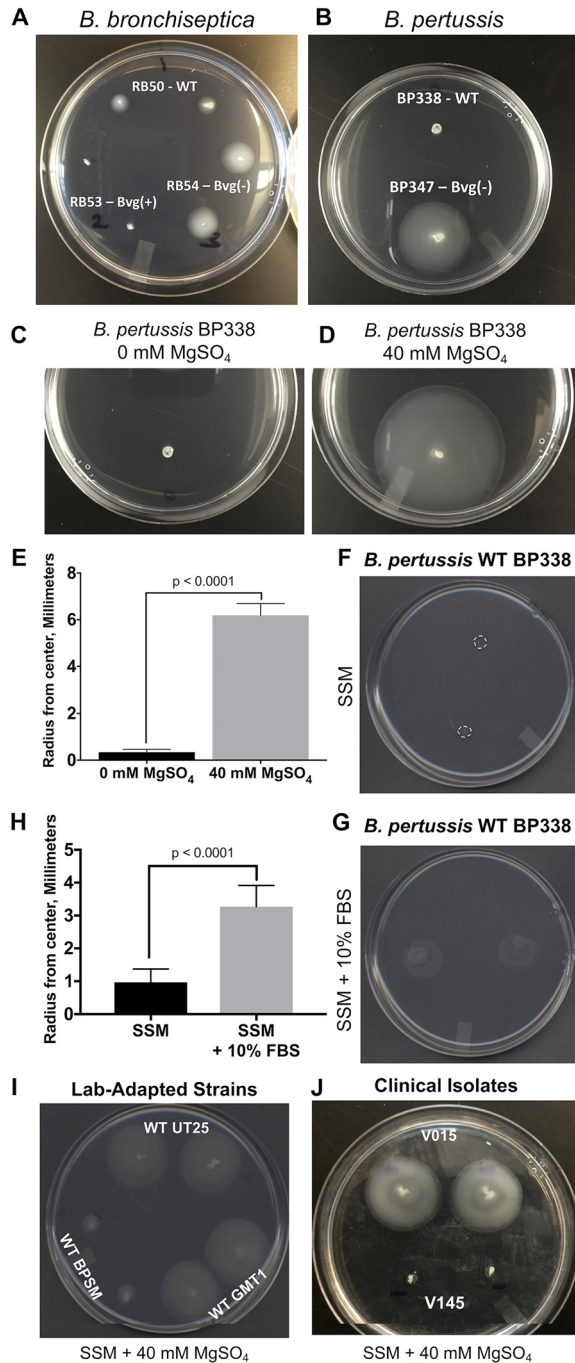 A
B. bronchiseptica
B
B. pertussis
1
RB50 - WT
RB53 – Bvg(+)
RB54 – Bvg(-)
2
3
BP338 - WT
BP347 – Bvg(-)
C
B. pertussis BP338
0 mM MgSO4
D
B. pertussis BP338
40 mM MgSO4
0
E
Radius from center, Millimeters
8
6
4
2
0
p < 0.0001
0 mM MgSO4
40 mM MgSO4
F
B. pertussis WT BP338
SSM
H
Radius from center, Millimeters
5
4
3
2
1
0
p < 0.0001
SSM
SSM
+ 10% FBS
G
B. pertussis WT BP338
SSM + 10% FBS
I
Lab-Adapted Strains
WT UT25
WT BPSM
WT GMT1
SSM + 40 mM MgSO4
J
Clinical Isolates
V015
V145
SSM + 40 mM MgSO4